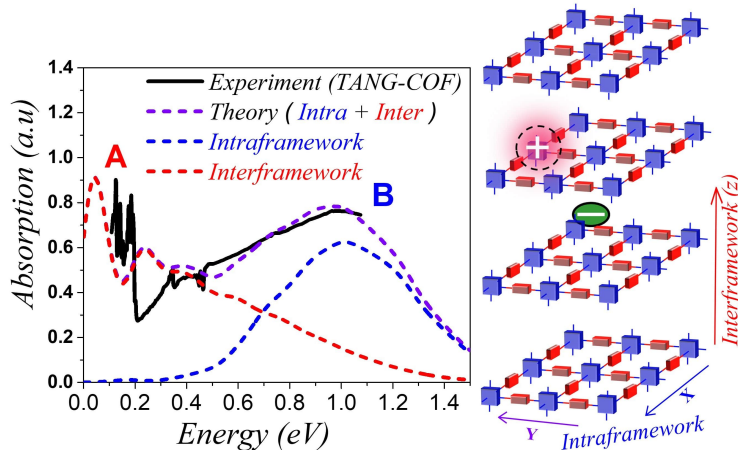 Absorption (a.u)
1.4
1.2
1.0
0.8
0.6
0.4
0.2
0.0
0.0 0.2 0.4 0.6 0.8 1.0 1.2 1.4
Energy (eV)
Experiment (TANG-COF)
Theory ( Intra + Inter )
Intraframework
Interframework
A
B
+
−
Interframework (z)
X
Y
Intraframework